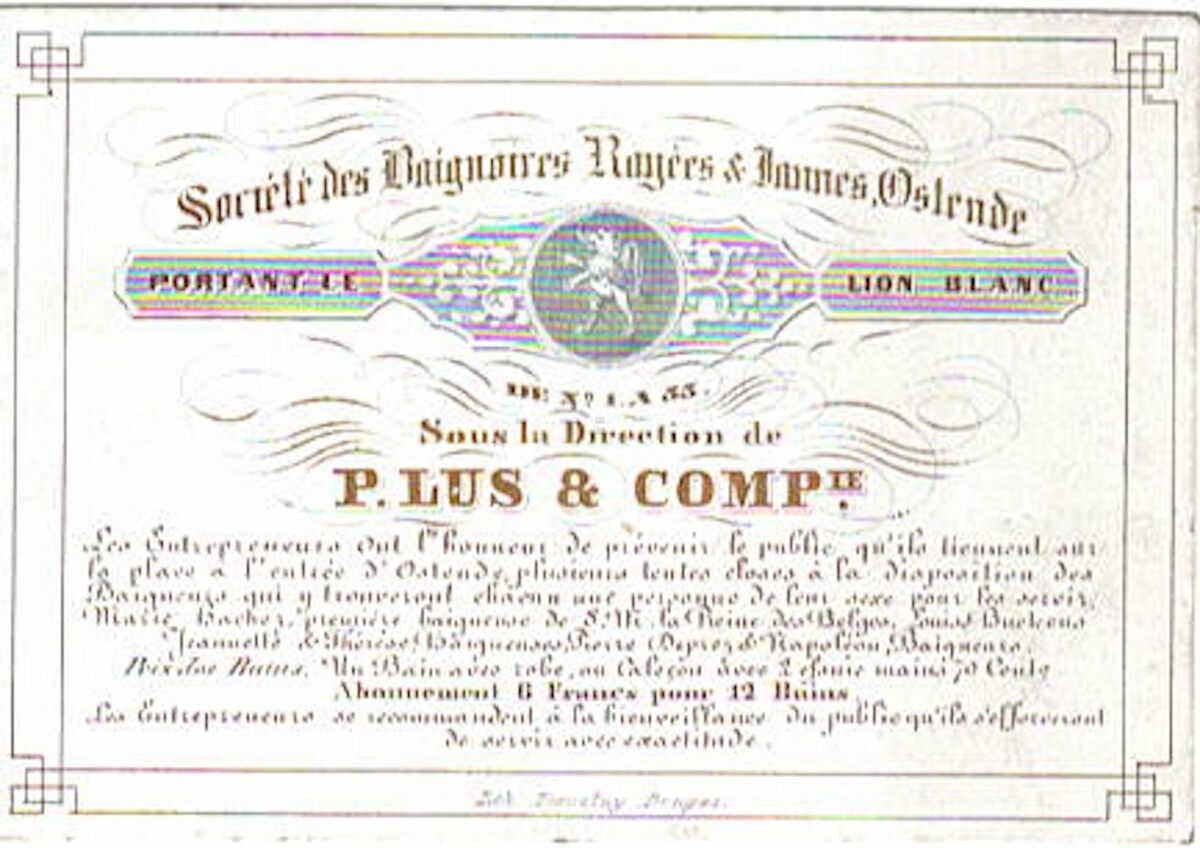 Société des Baignoires Rayées & Jaunes, Ostende
PORTANT LE LION BLANC
DE Nº 1 A 55.
Sous la Direction de
P. LUS & COMPIE.
Les Entrepreneurs ont l'honneur de prévenir le public qu'ils tiennent sur
la place à l'entrée d'Ostende, plusieurs tentes closes à la disposition des
Baigneurs qui y trouveront chacun une personne de leur sexe pour les servir,
Marie première baigneuse de S. M. la Reine des Belges, Louise
Jeannette & Thérèse, Baigneuses, Pierre Deprez & Napoléon, Baigneurs.
Prix des Bains. Un Bain avec robe, ou Caleçon avec 2 essuie mains 70 Cents
Abonnement 6 Francs pour 12 Bains
Les Entrepreneurs se recommandent à la bienveillance du public qu'ils s'efforceront
de servir avec exactitude.
Lith. Bruges.